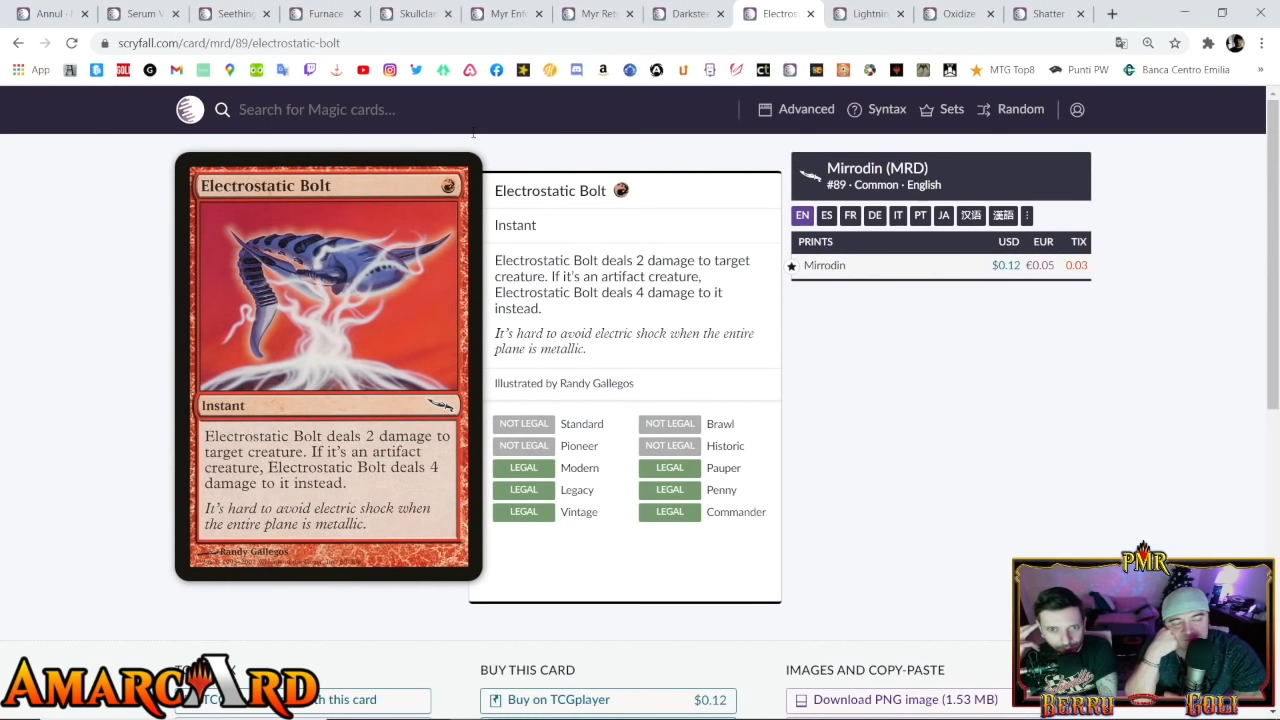 Annul
Serum V
Seething
Furnace
Skullcla
Myr Enf
Myr Ret
Darkste
Electros
Lightnin
Oxidize
Shatter
scryfall.com/card/mrd/89/electrostatic-bolt
App
MTG Top8
Punti PW
Banca Centro Emilia
Search for Magic cards...
Advanced
Syntax
Sets
Random
Electrostatic Bolt
Instant
Electrostatic Bolt deals 2 damage to
target creature. If it's an artifact
creature, Electrostatic Bolt deals 4
damage to it instead.
It's hard to avoid electric shock when
the entire plane is metallic.
Randy Gallegos
Electrostatic Bolt
Instant
Electrostatic Bolt deals 2 damage to target
creature. If it's an artifact creature,
Electrostatic Bolt deals 4 damage to it
instead.
It's hard to avoid electric shock when the entire
plane is metallic.
Illustrated by Randy Gallegos
NOT LEGAL Standard NOT LEGAL Brawl
NOT LEGAL Pioneer NOT LEGAL Historic
LEGAL Modern LEGAL Pauper
LEGAL Legacy LEGAL Penny
LEGAL Vintage LEGAL Commander
Mirrodin (MRD)
#89 · Common · English
EN ES FR DE IT PT JA 汉语 漢語
PRINTS USD EUR TIX
Mirrodin $0.12 €0.05 0.03
PMR
BERRU GOLI
AMARCARD
th this card
BUY THIS CARD
Buy on TCGplayer $0.12
IMAGES AND COPY-PASTE
Download PNG image (1.53 MB)